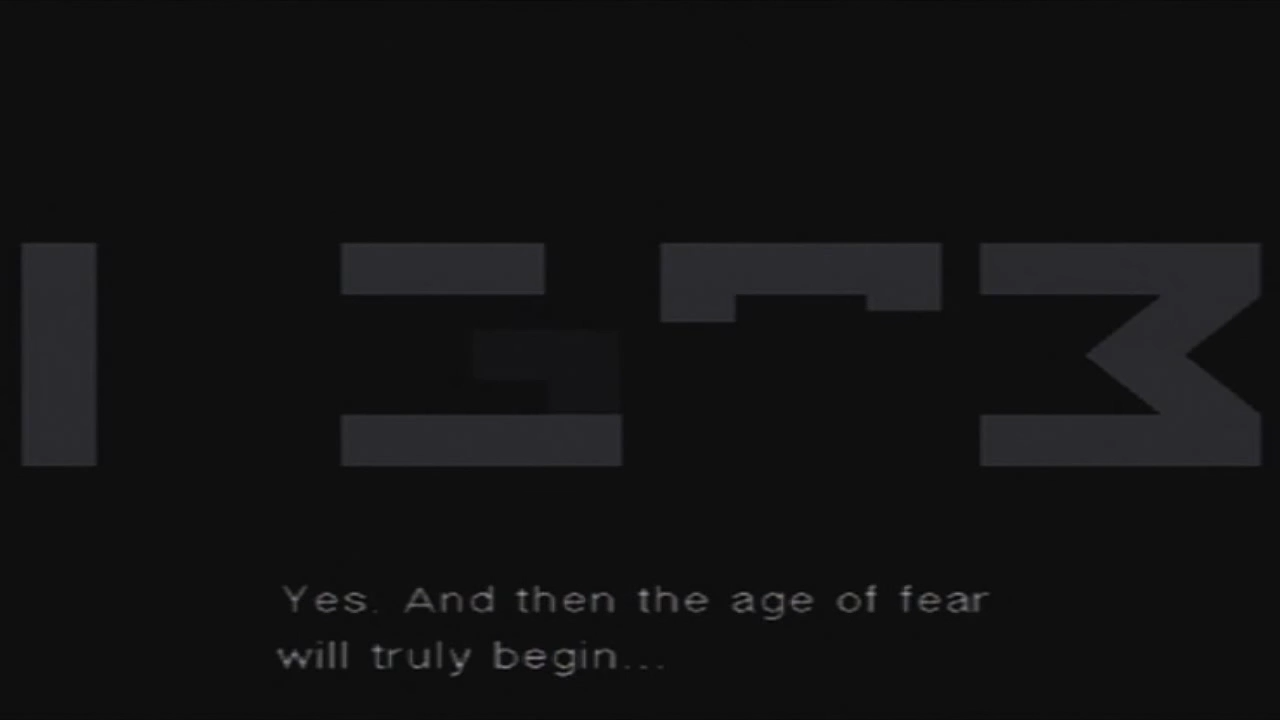 Yes. And then the age of fear
will truly begin...